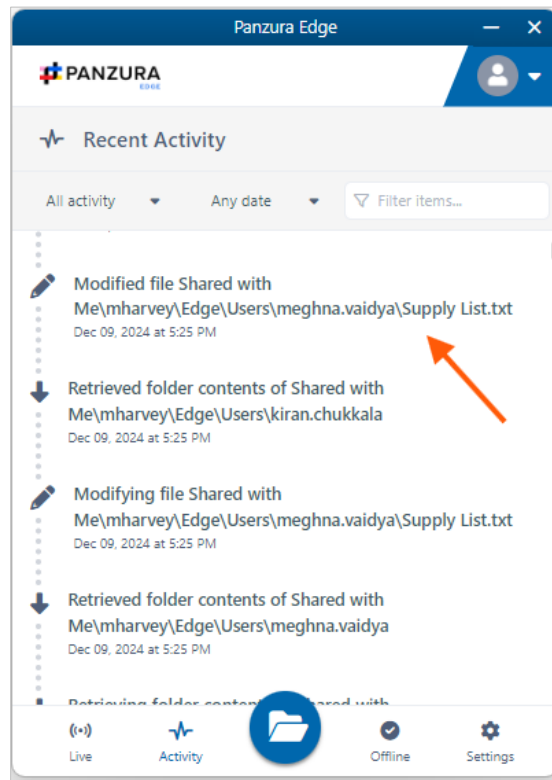 Panzura Edge
PANZURA
EDGE
Recent Activity
All activity
Any date
Filter items...
Modified file Shared with
Me\mharvey\Edge\Users\meghna.vaidya\Supply List.txt
Dec 09, 2024 at 5:25 PM
Retrieved folder contents of Shared with
Me\mharvey\Edge\Users\kiran.chukkala
Dec 09, 2024 at 5:25 PM
Modifying file Shared with
Me\mharvey\Edge\Users\meghna.vaidya\Supply List.txt
Dec 09, 2024 at 5:25 PM
Retrieved folder contents of Shared with
Me\mharvey\Edge\Users\meghna.vaidya
Dec 09, 2024 at 5:25 PM
Retrieving folder with
Live
Activity
Offline
Settings